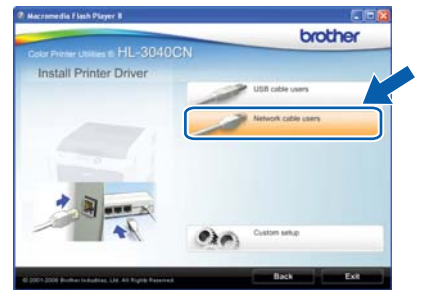 Macromedia Flash Player 8
brother
Color Printer Utilities © HL-3040CN
Install Printer Driver
USB cable users
Network cable users
Custom setup
© 2001-2008 Brother Industries, Ltd. All Rights Reserved.
Back
Exit